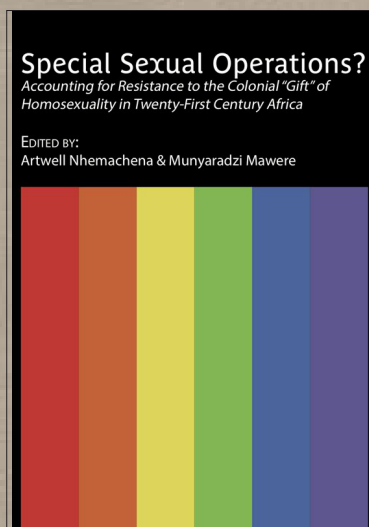 Special Sexual Operations?
Accounting for Resistance to the Colonial “Gift” of
Homosexuality in Twenty-First Century Africa
EDITED BY:
Artwell Nhemachena & Munyaradzi Mawere